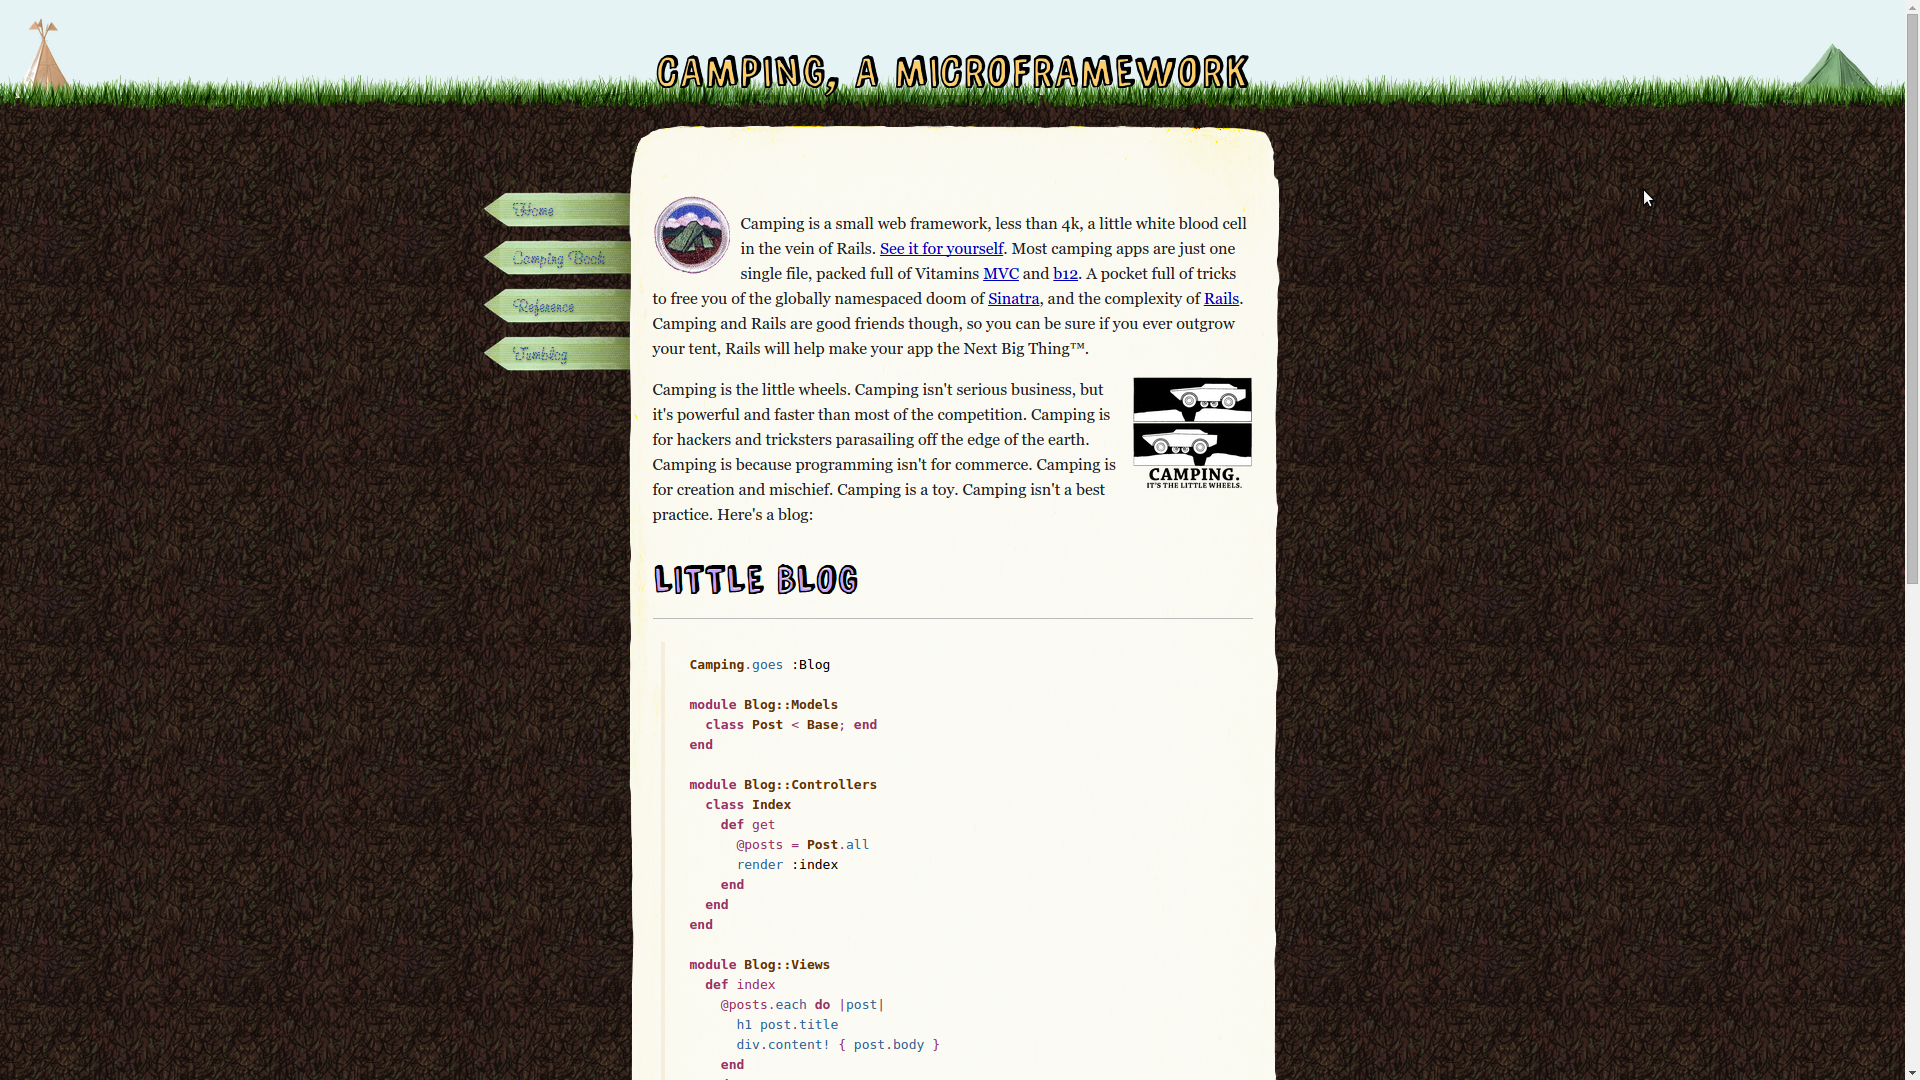 CAMPING, A MICROFRAMEWORK
Home
Camping Book
Reference
Tumblog
Camping is a small web framework, less than 4k, a little white blood cell
in the vein of Rails. See it for yourself. Most camping apps are just one
single file, packed full of Vitamins MVC and b12. A pocket full of tricks
to free you of the globally namespaced doom of Sinatra, and the complexity of Rails.
Camping and Rails are good friends though, so you can be sure if you ever outgrow
your tent, Rails will help make your app the Next Big Thing™.
Camping is the little wheels. Camping isn't serious business, but
it's powerful and faster than most of the competition. Camping is
for hackers and tricksters parasailing off the edge of the earth.
Camping is because programming isn't for commerce. Camping is
for creation and mischief. Camping is a toy. Camping isn't a best
practice. Here's a blog:
CAMPING.
IT'S THE LITTLE WHEELS.
LITTLE BLOG
Camping.goes :Blog
module Blog::Models
class Post < Base; end
end
module Blog::Controllers
class Index
def get
@posts = Post.all
render :index
end
end
end
module Blog::Views
def index
@posts.each do |post|
h1 post.title
div.content! { post.body }
end